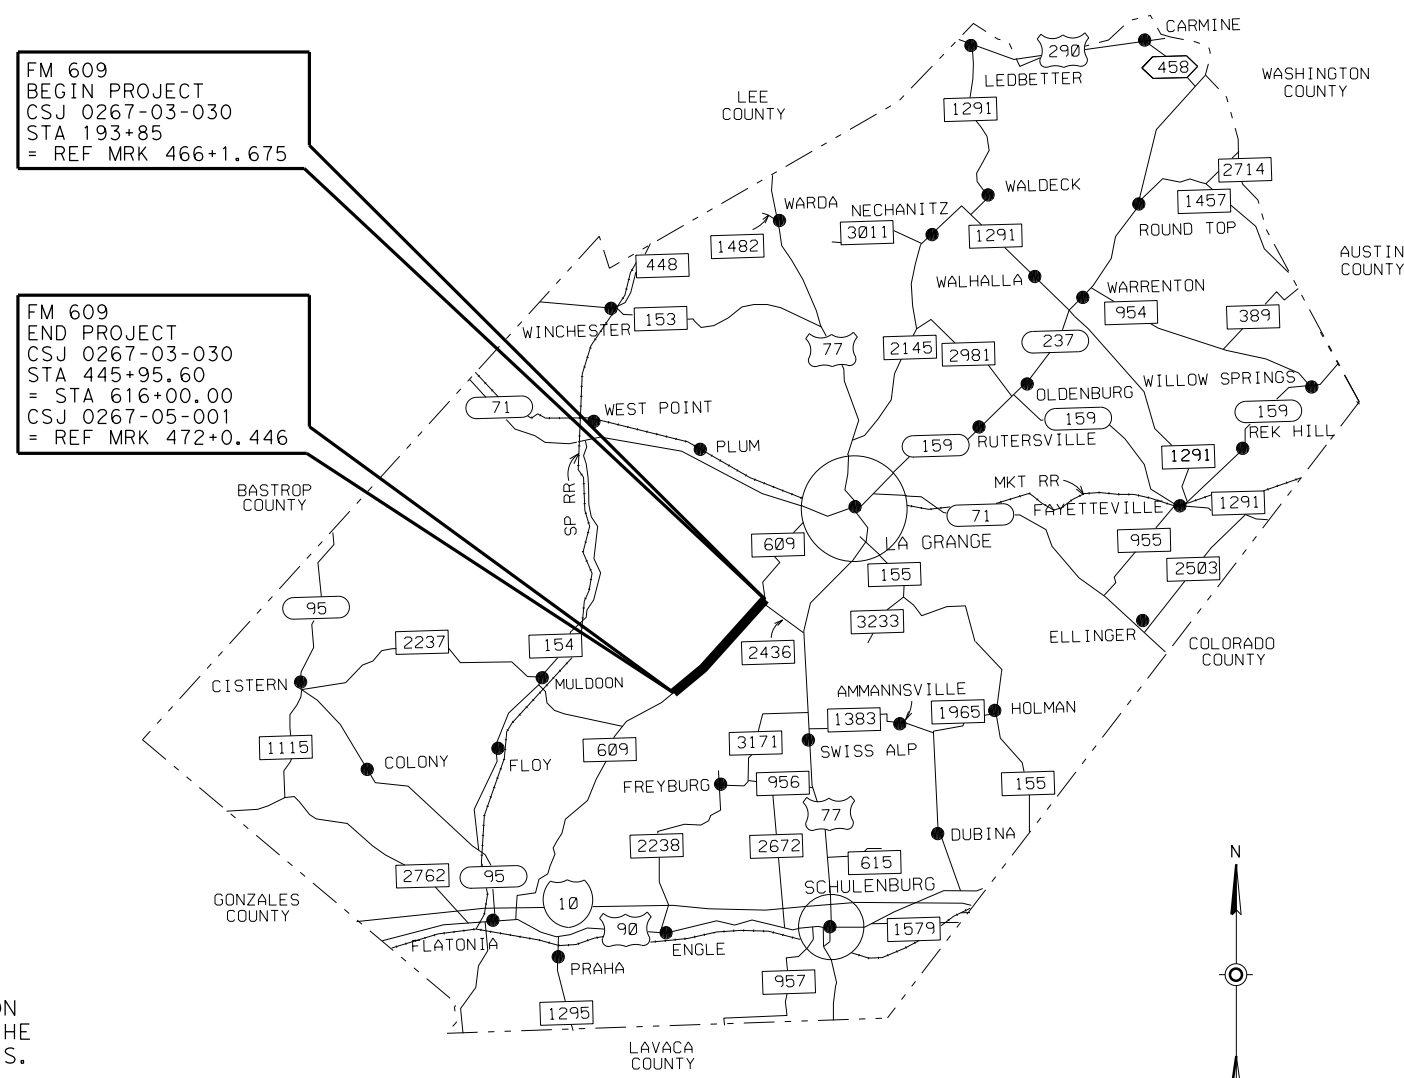 FM 609
BEGIN PROJECT
CSJ 0267-03-030
STA 193+85
= REF MRK 466+1.675
FM 609
END PROJECT
CSJ 0267-03-030
STA 445+95.60
= STA 616+00.00
CSJ 0267-05-001
= REF MRK 472+0.446
CARMINE
290
458
LEDBETTER
WASHINGTON
COUNTY
LEE
COUNTY
1291
2714
WALDECK
1457
WARDA
NECHANITZ
3011
1482
1291
ROUND TOP
AUSTIN
COUNTY
448
WALHALLA
WARRENTON
954
389
WINCHESTER
153
77
2145
2981
237
WILLOW SPRINGS
OLDENBURG
71
WEST POINT
159
159
RUTERSVILLE
REK HILL
PLUM
159
1291
SP RR
MKT RR
BASTROP
COUNTY
FAYETTEVILLE
1291
71
609
LA GRANGE
955
155
2503
95
3233
ELLINGER
COLORADO
COUNTY
2237
154
2436
CISTERN
MULDOON
AMMANNSVILLE
1383
1965
HOLMAN
1115
609
3171
SWISS ALP
COLONY
FLOY
FREYBURG
956
155
77
DUBINA
2238
2672
615
2762
95
SCHULENBURG
N
GONZALES
COUNTY
10
90
1579
FLATONIA
ENGLE
PRAHA
957
1295
ON
HE
S.
LAVACA
COUNTY